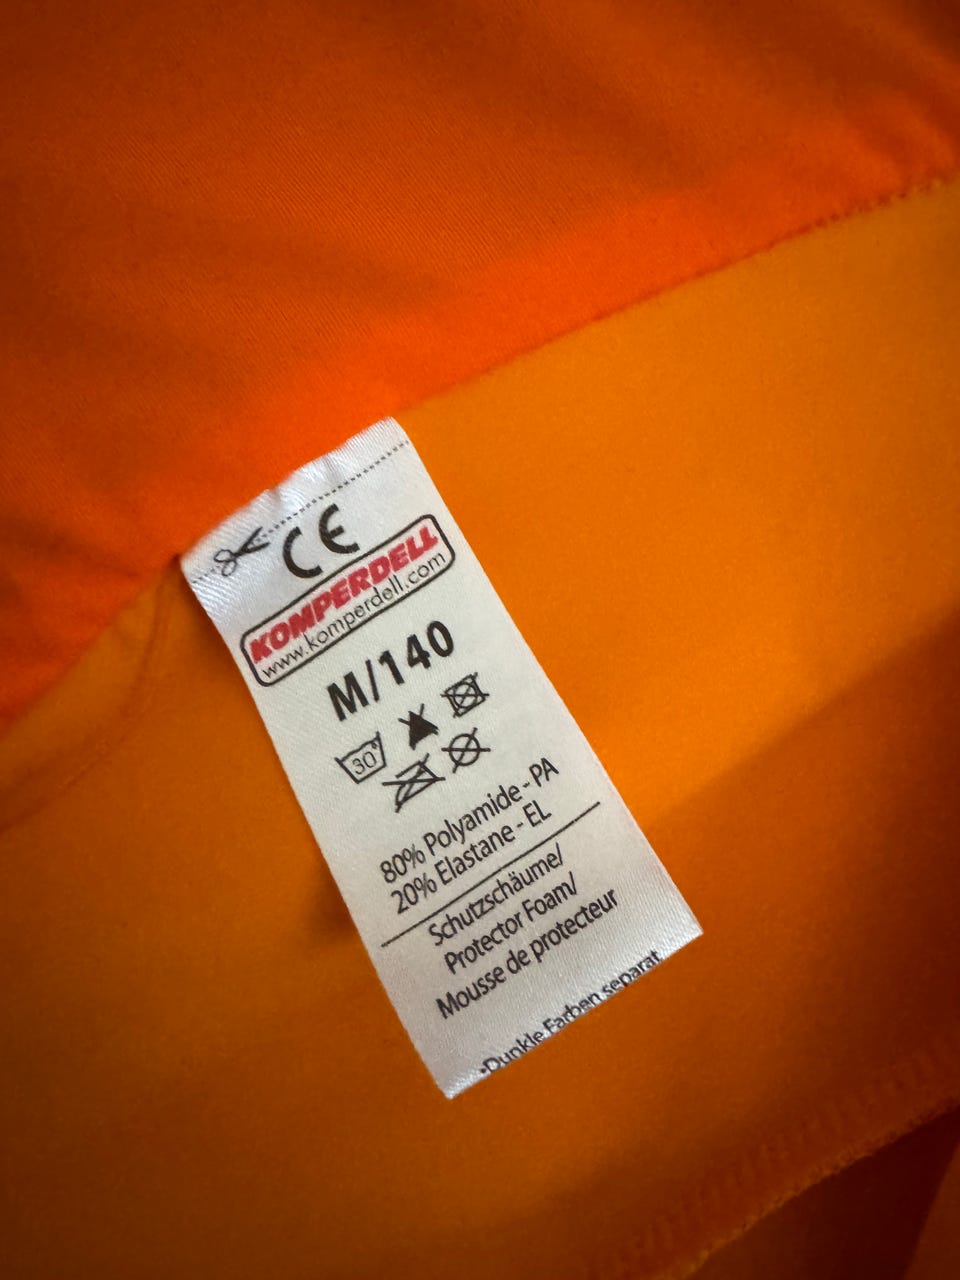 CE
KOMPERDELL
www.komperdell.com
M/140
30°
80% Polyamide - PA
20% Elastane - EL
Schutzschäume/
Protector Foam/
Mousse de protecteur
•Dunkle Farben separat